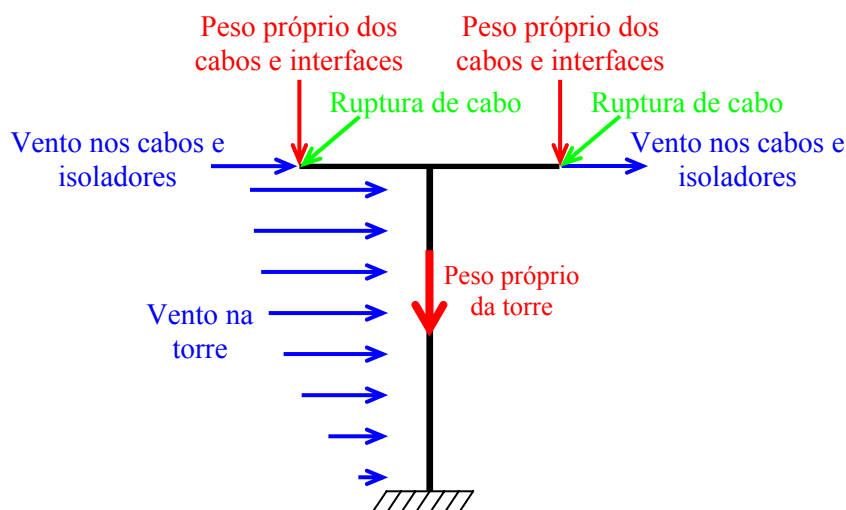 Peso próprio dos
cabos e interfaces
Peso próprio dos
cabos e interfaces
Ruptura de cabo
Ruptura de cabo
Vento nos cabos e
isoladores
Vento nos cabos e
isoladores
Peso próprio
da torre
Vento na
torre